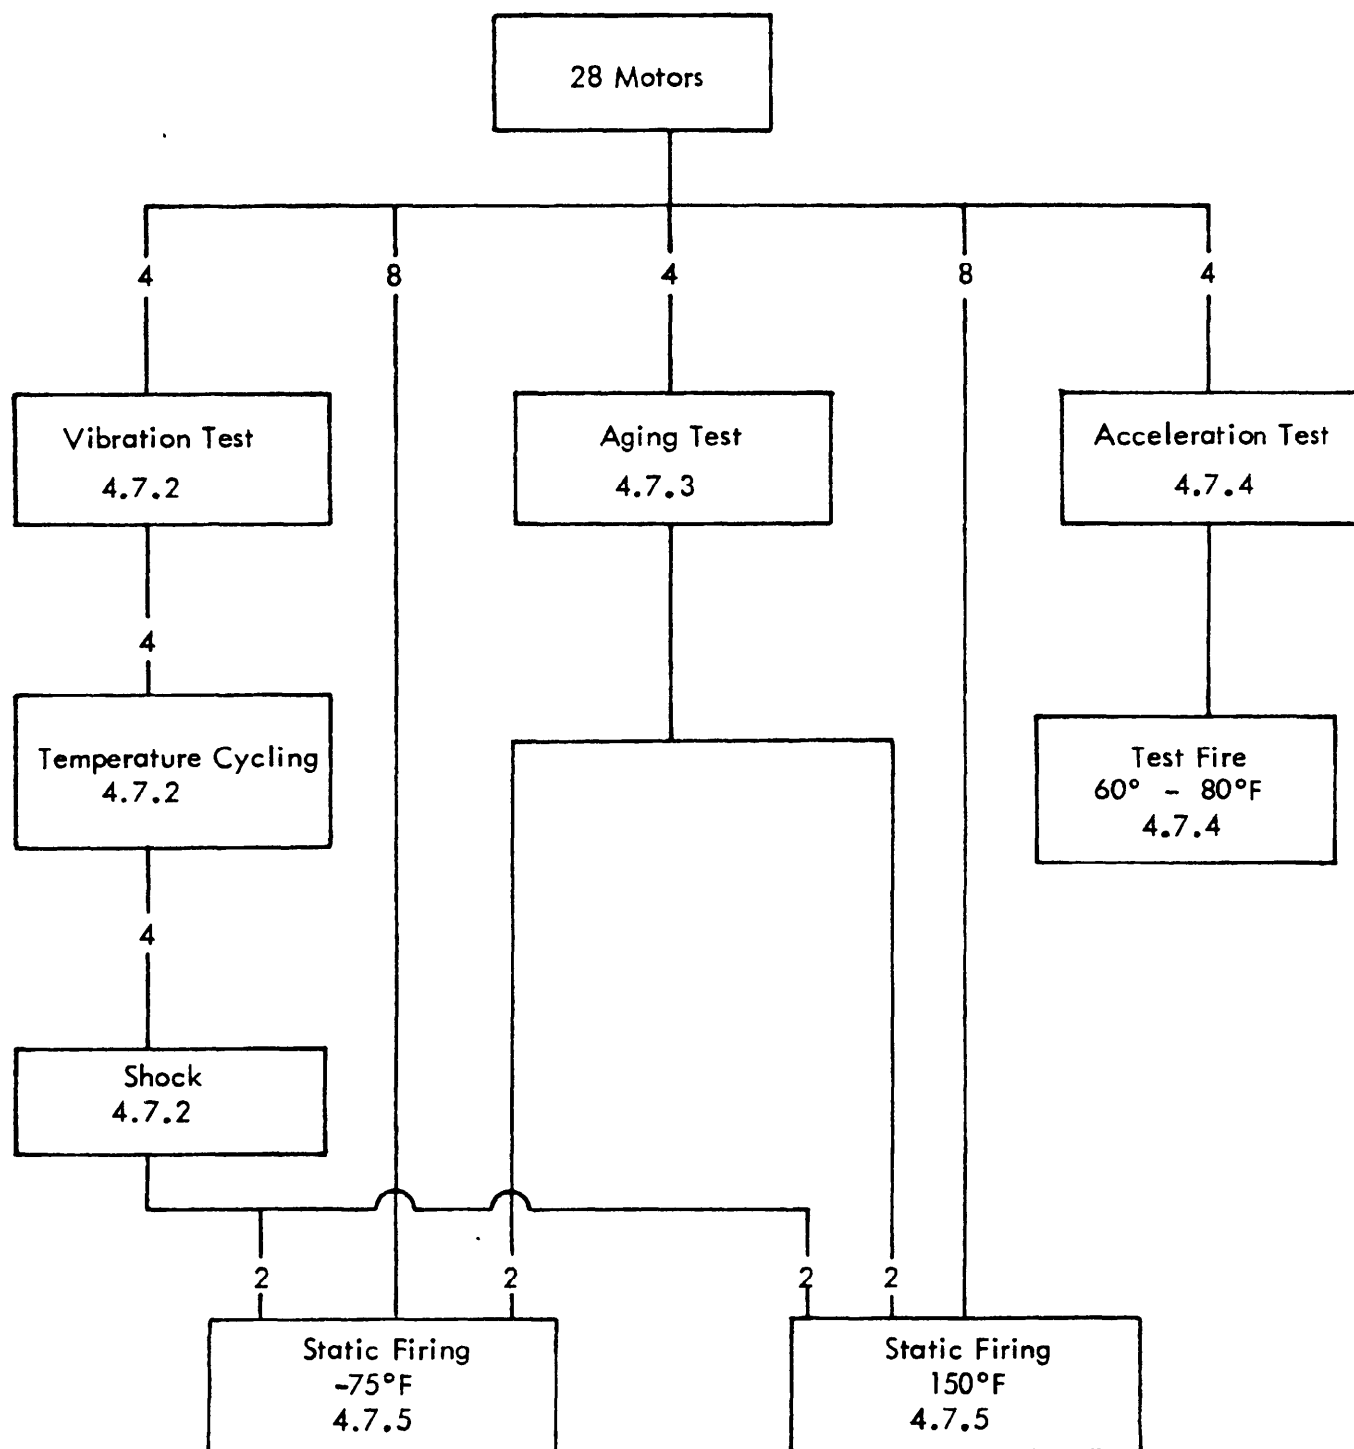 28 Motors
4
8
4
8
4
Vibration Test
4.7.2
Aging Test
4.7.3
Acceleration Test
4.7.4
4
Temperature Cycling
4.7.2
Test Fire
60° - 80°F
4.7.4
4
Shock
4.7.2
2
2
2
2
Static Firing
-75°F
4.7.5
Static Firing
150°F
4.7.5